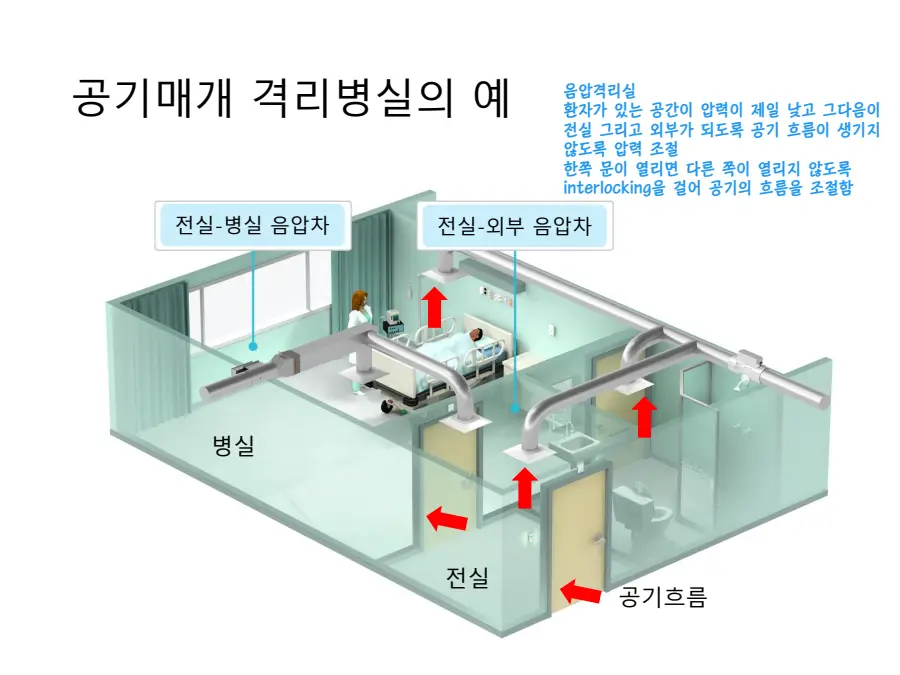 공기매개 격리병실의 예
음압격리실
환자가 있는 공간이 압력이 제일 낮고 그다음이
전실 그리고 외부가 되도록 공기 흐름이 생기지
않도록 압력 조절
한쪽 문이 열리면 다른 쪽이 열리지 않도록
interlocking을 걸어 공기의 흐름을 조절함
전실-병실 음압차
전실-외부 음압차
병실
전실
공기흐름